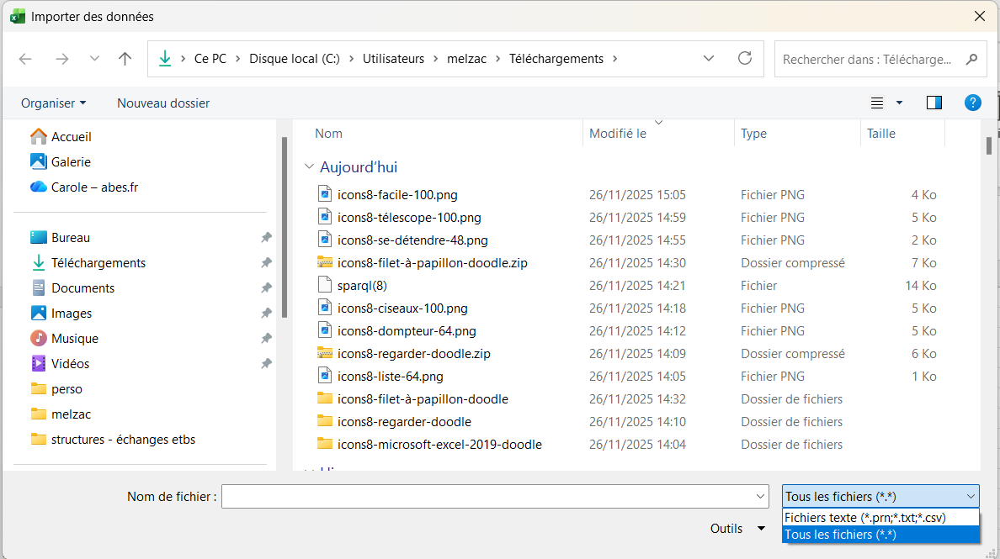 Importer des données
Ce PC > Disque local (C:) > Utilisateurs > melzac > Téléchargements >
Rechercher dans : Télécharge...
Organiser
Nouveau dossier
?
Accueil
Galerie
Carole – abes.fr
Bureau
Téléchargements
Documents
Images
Musique
Vidéos
perso
melzac
structures - échanges etbs
Nom Modifié le Type Taille
Aujourd'hui
icons8-facile-100.png 26/11/2025 15:05 Fichier PNG 4 Ko
icons8-télescope-100.png 26/11/2025 14:59 Fichier PNG 5 Ko
icons8-se-détendre-48.png 26/11/2025 14:55 Fichier PNG 2 Ko
icons8-filet-à-papillon-doodle.zip 26/11/2025 14:30 Dossier compressé 7 Ko
sparql(8) 26/11/2025 14:21 Fichier 14 Ko
icons8-ciseaux-100.png 26/11/2025 14:18 Fichier PNG 5 Ko
icons8-dompteur-64.png 26/11/2025 14:12 Fichier PNG 5 Ko
icons8-regarder-doodle.zip 26/11/2025 14:09 Dossier compressé 6 Ko
icons8-liste-64.png 26/11/2025 14:05 Fichier PNG 1 Ko
icons8-filet-à-papillon-doodle 26/11/2025 14:32 Dossier de fichiers
icons8-regarder-doodle 26/11/2025 14:10 Dossier de fichiers
icons8-microsoft-excel-2019-doodle 26/11/2025 14:04 Dossier de fichiers
Nom de fichier :
Tous les fichiers (*.*)
Fichiers texte (*.prn;*.txt;*.csv)
Tous les fichiers (*.*)
Outils